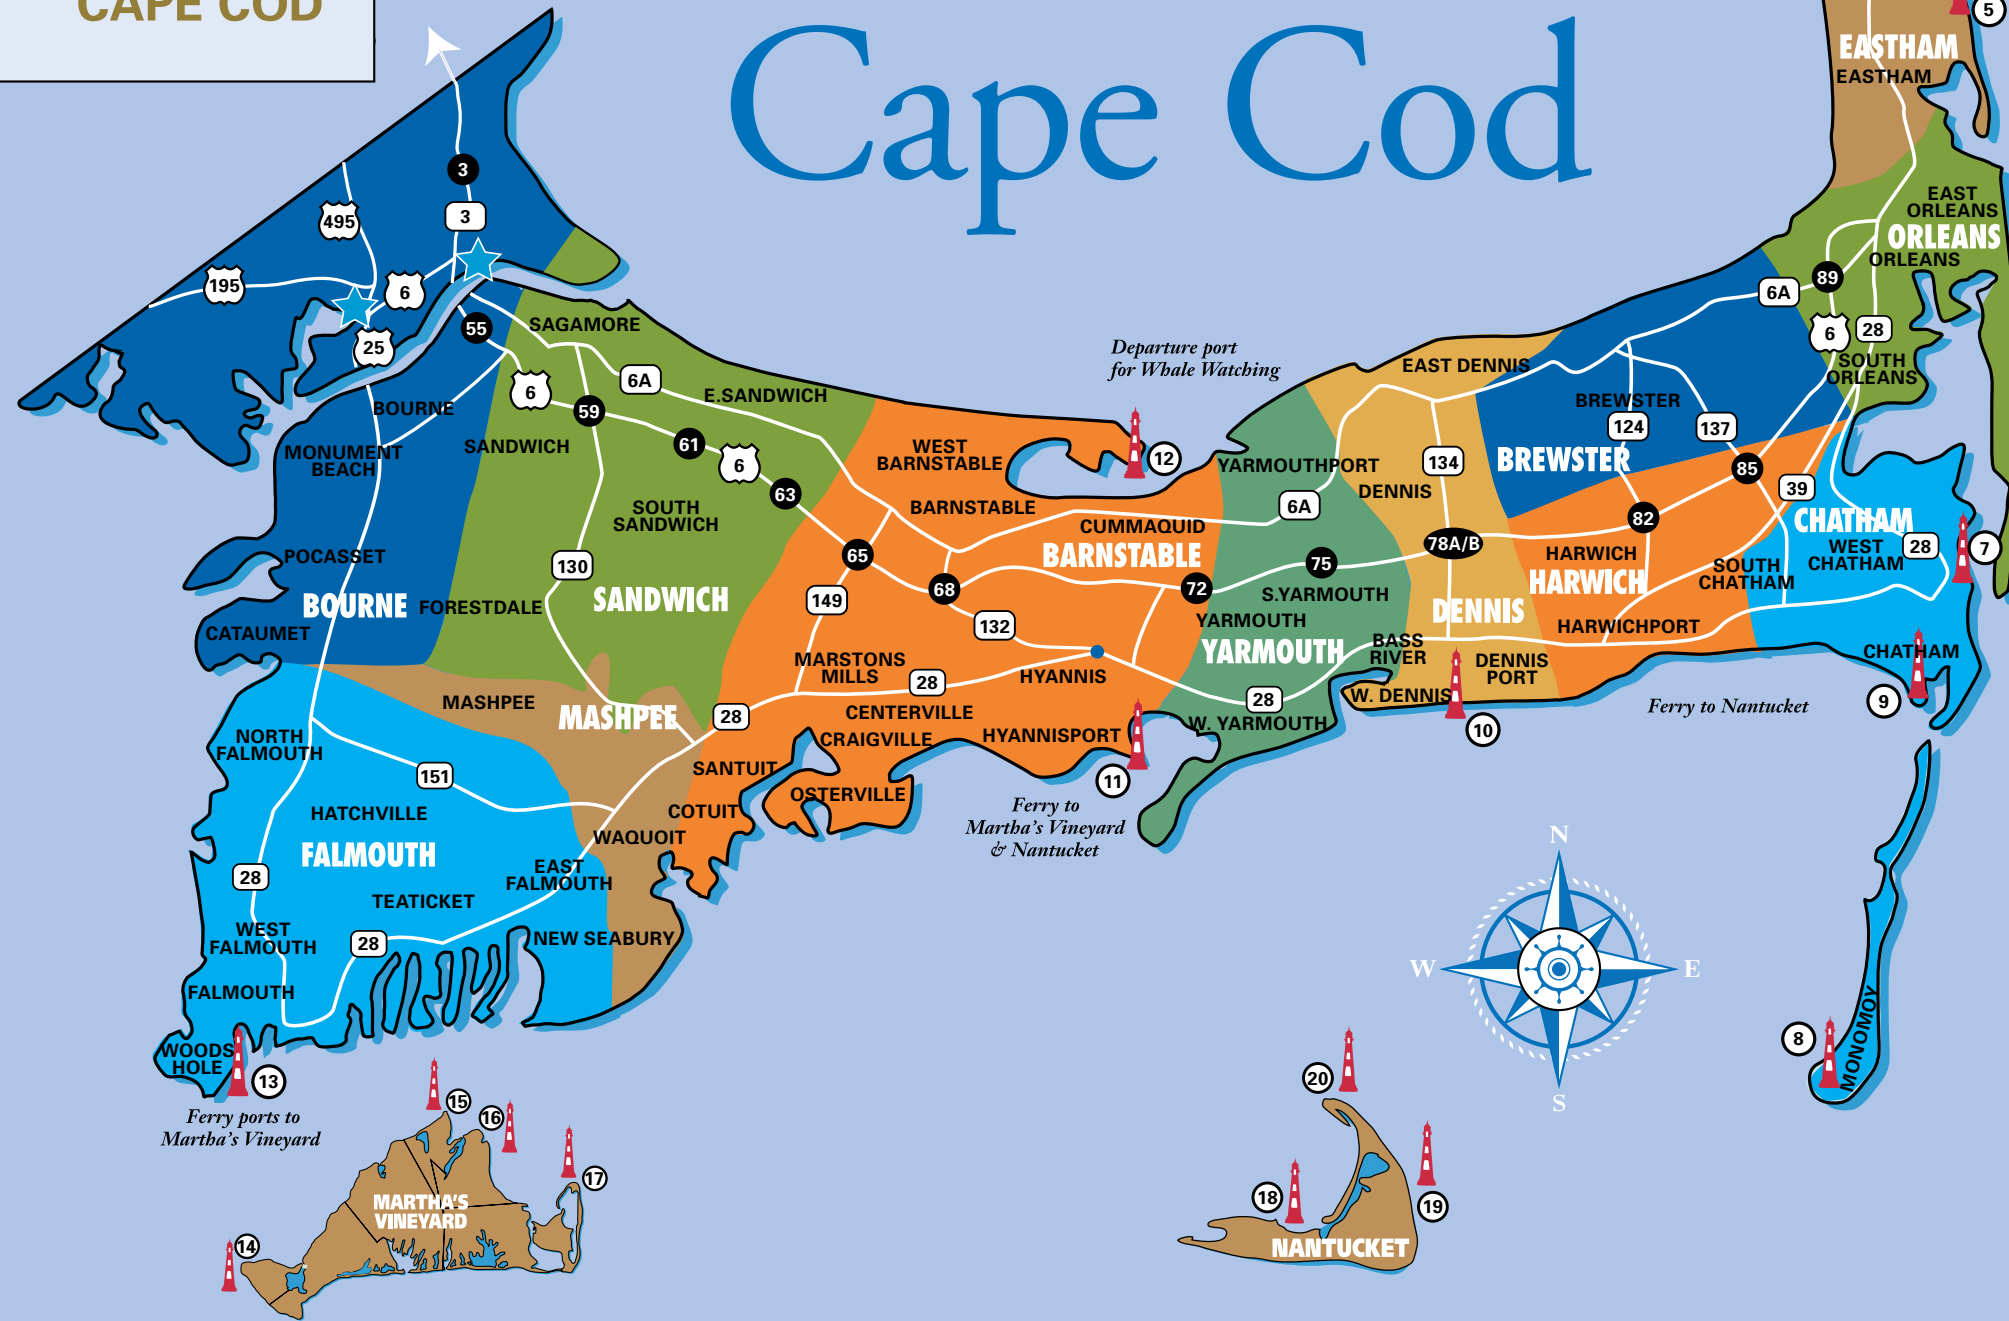 CAPE COD
Cape Cod
5
EASTHAM
EASTHAM
3
3
495
195
6
25
55
EAST
ORLEANS
ORLEANS
ORLEANS
89
6A
6
28
SOUTH
ORLEANS
SAGAMORE
6A
6
59
E.SANDWICH
BOURNE
SANDWICH
61
6
63
MONUMENT
BEACH
SOUTH
SANDWICH
POCASSET
130
BOURNE
FORESTDALE
SANDWICH
CATAUMET
Departure port
for Whale Watching
12
WEST
BARNSTABLE
BARNSTABLE
CUMMAQUID
BARNSTABLE
65
68
149
132
72
MARSTONS
MILLS
28
HYANNIS
28
CENTERVILLE
CRAIGVILLE
HYANNISPORT
SANTUIT
OSTERVILLE
COTUIT
11
Ferry to
Martha's Vineyard
& Nantucket
YARMOUTHPORT
6A
75
S.YARMOUTH
YARMOUTH
YARMOUTH
28
W. YARMOUTH
EAST DENNIS
134
DENNIS
78A/B
DENNIS
BASS
RIVER
DENNIS
PORT
W. DENNIS
10
BREWSTER
124
137
BREWSTER
85
39
82
HARWICH
HARWICH
HARWICHPORT
SOUTH
CHATHAM
CHATHAM
WEST
CHATHAM
28
7
CHATHAM
9
Ferry to Nantucket
MASHPEE
MASHPEE
NORTH
FALMOUTH
151
HATCHVILLE
FALMOUTH
WAQUOIT
28
EAST
FALMOUTH
TEATICKET
WEST
FALMOUTH
28
NEW SEABURY
FALMOUTH
WOODS
HOLE
13
Ferry ports to
Martha's Vineyard
15
16
17
MARTHA'S
VINEYARD
14
N
W
E
S
8
MONOMOY
20
18
19
NANTUCKET